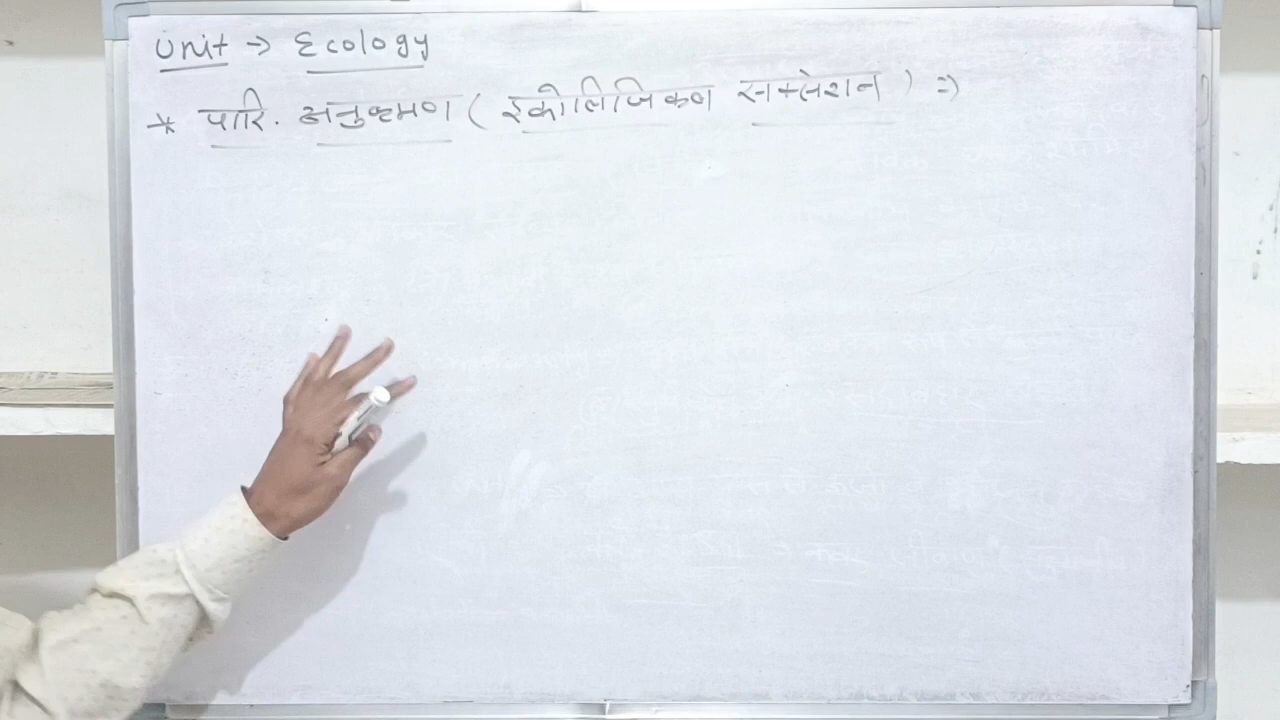 Unit → Ecology
* पारि. अनुक्रमण ( इकोलिजिकल सक्सेशन ) ⇒